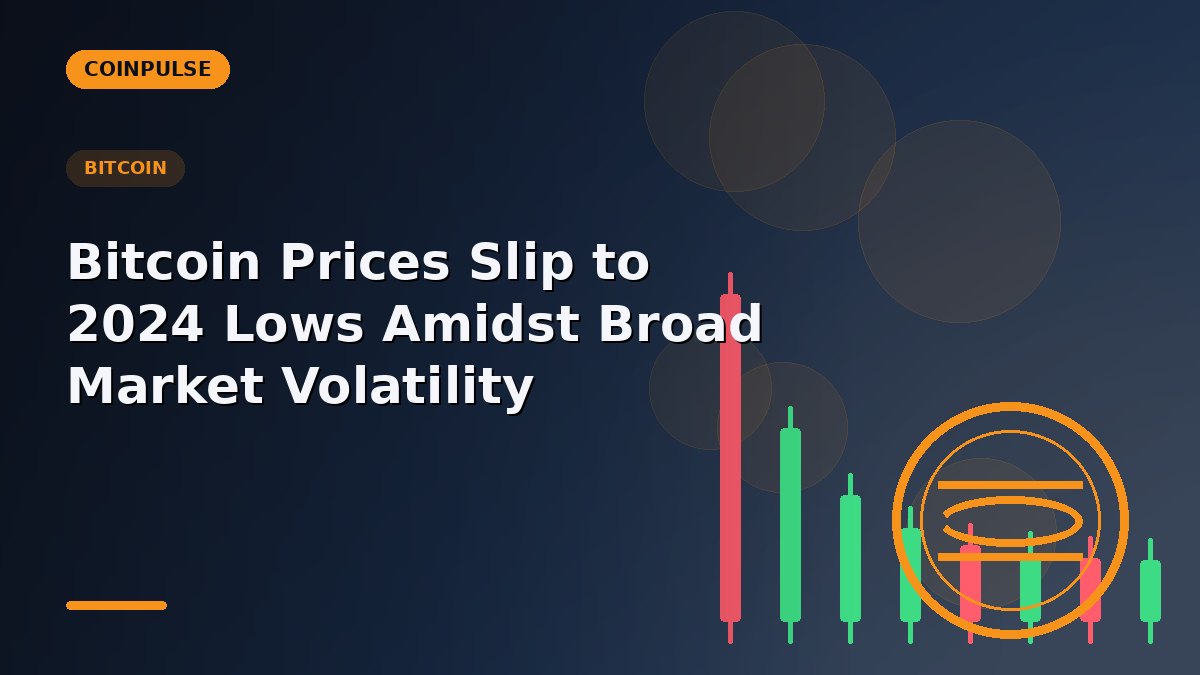 COINPULSE
BITCOIN
Bitcoin Prices Slip to
2024 Lows Amidst Broad
Market Volatility